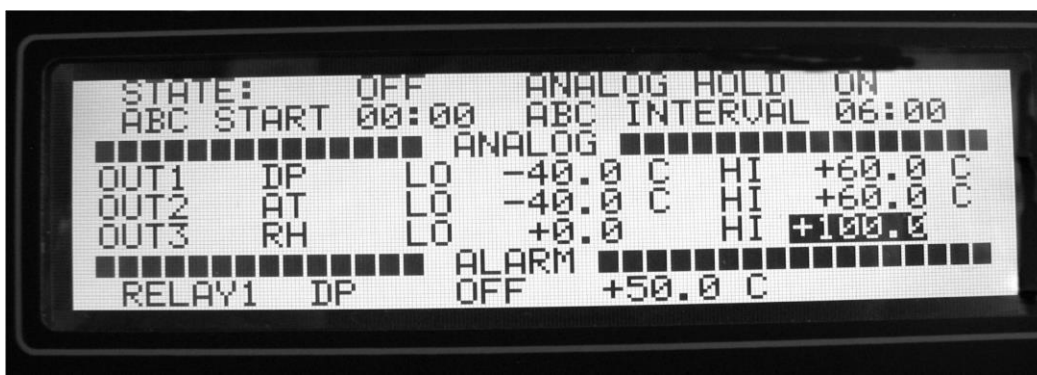 STATE: OFF ANALOG HOLD ON
ABC START 00:00 ABC INTERVAL 06:00
ANALOG
OUT1 DP LO -40.0 C HI +60.0 C
OUT2 AT LO -40.0 C HI +60.0 C
OUT3 RH LO +0.0 HI +100.0
ALARM
RELAY1 DP OFF +50.0 C